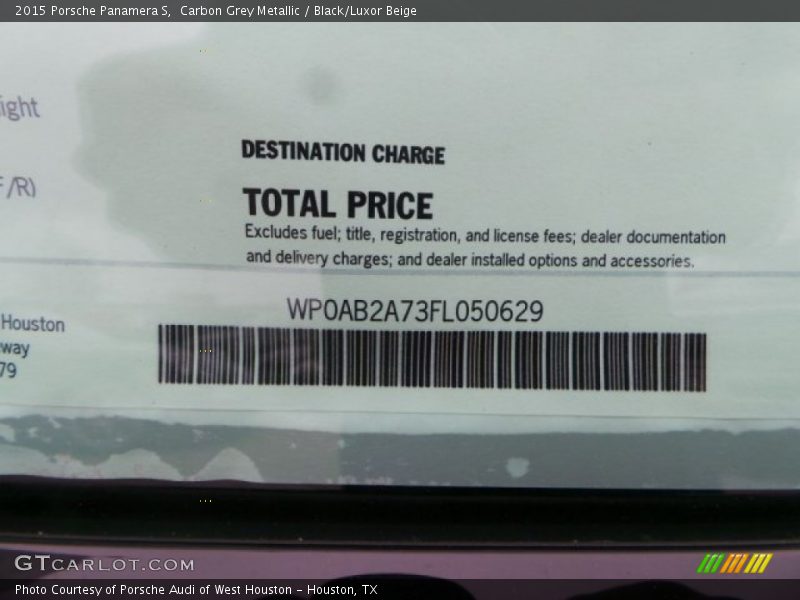 2015 Porsche Panamera S, Carbon Grey Metallic / Black/Luxor Beige
ight
/R)
DESTINATION CHARGE
TOTAL PRICE
Excludes fuel; title, registration, and license fees; dealer documentation
and delivery charges; and dealer installed options and accessories.
WP0AB2A73FL050629
Houston
way
79
GTCARLOT.COM
Photo Courtesy of Porsche Audi of West Houston – Houston, TX